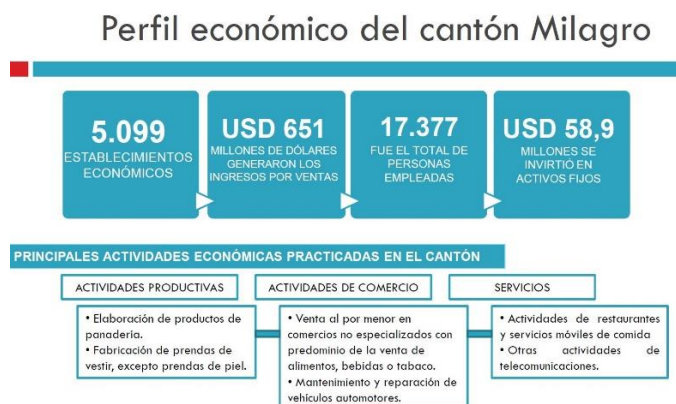 Perfil económico del cantón Milagro
5.099
ESTABLECIMIENTOS
ECONÓMICOS
USD 651
MILLONES DE DÓLARES
GENERARON LOS
INGRESOS POR VENTAS
17.377
FUE EL TOTAL DE
PERSONAS
EMPLEADAS
USD 58,9
MILLONES SE
INVIRTIÓ EN
ACTIVOS FIJOS
PRINCIPALES ACTIVIDADES ECONÓMICAS PRACTICADAS EN EL CANTÓN
ACTIVIDADES PRODUCTIVAS
• Elaboración de productos de
panadería.
• Fabricación de prendas de
vestir, excepto prendas de piel.
ACTIVIDADES DE COMERCIO
• Venta al por menor en
comercios no especializados con
predominio de la venta de
alimentos, bebidas o tabaco.
• Mantenimiento y reparación de
vehículos automotores.
SERVICIOS
• Actividades de restaurantes
y servicios móviles de comida
• Otras actividades de
telecomunicaciones.